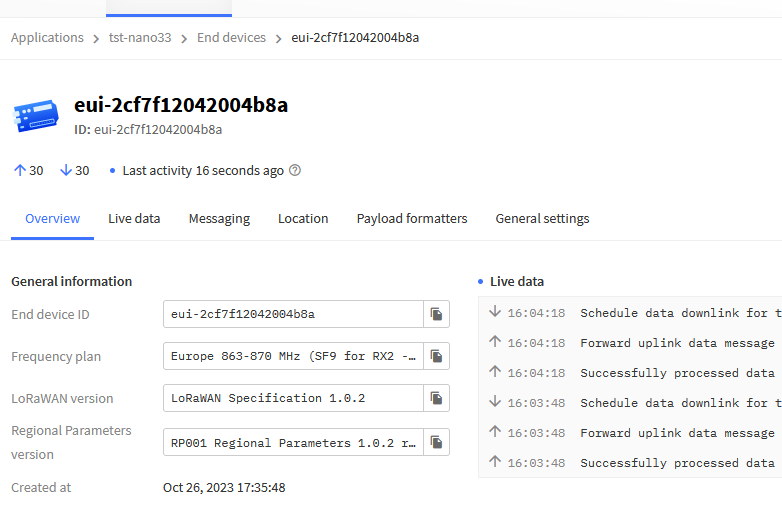 Applications > tst-nano33 > End devices > eui-2cf7f12042004b8a
eui-2cf7f12042004b8a
ID: eui-2cf7f12042004b8a
↑ 30 ↓ 30 • Last activity 16 seconds ago
Overview Live data Messaging Location Payload formatters General settings
General information
End device ID eui-2cf7f12042004b8a
Frequency plan Europe 863-870 MHz (SF9 for RX2 -…
LoRaWAN version LoRaWAN Specification 1.0.2
Regional Parameters
version RP001 Regional Parameters 1.0.2 r…
Created at Oct 26, 2023 17:35:48
• Live data
↓ 16:04:18 Schedule data downlink for t
↑ 16:04:18 Forward uplink data message
↑ 16:04:18 Successfully processed data
↓ 16:03:48 Schedule data downlink for t
↑ 16:03:48 Forward uplink data message
↑ 16:03:48 Successfully processed data